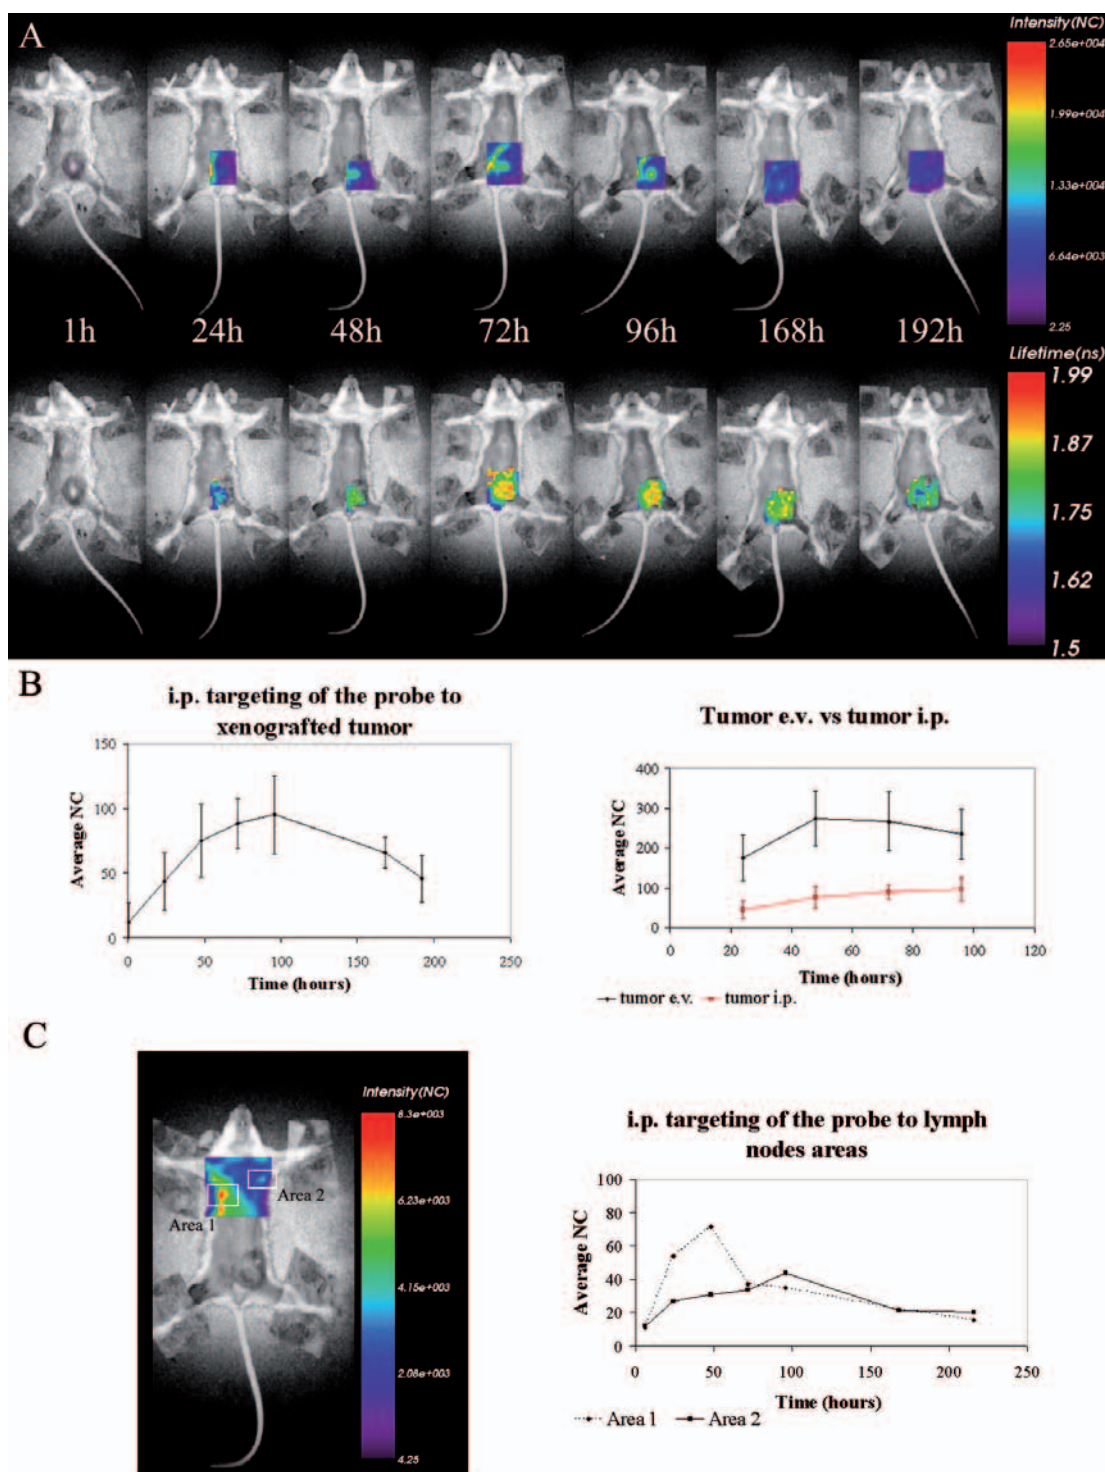 A
Intensity(NC)
2.65e+004
1.99e+004
1.33e+004
6.64e+003
2.25
1h 24h 48h 72h 96h 168h 192h
Lifetime(ns)
1.99
1.87
1.75
1.62
1.5
B
i.p. targeting of the probe to
xenografted tumor
150
100
50
0
Average NC
0 50 100 150 200 250
Time (hours)
Tumor e.v. vs tumor i.p.
400
300
200
100
0
Average NC
0 20 40 60 80 100 120
Time (hours)
tumor e.v. tumor i.p.
C
Intensity(NC)
8.3e+003
6.23e+003
4.15e+003
2.08e+003
4.25
Area 1
Area 2
i.p. targeting of the probe to lymph
nodes areas
100
80
60
40
20
0
Average NC
0 50 100 150 200 250
Time (hours)
Area 1 Area 2